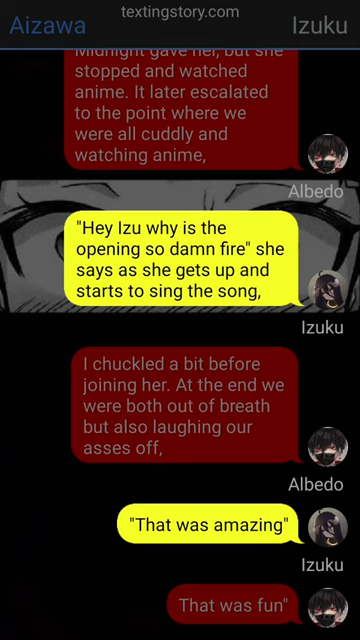 textingstory.com
Aizawa
Izuku
Midnight gave her, but she
stopped and watched
anime. It later escalated
to the point where we
were all cuddly and
watching anime,
Albedo
"Hey Izu why is the
opening so damn fire" she
says as she gets up and
starts to sing the song,
Izuku
I chuckled a bit before
joining her. At the end we
were both out of breath
but also laughing our
asses off,
Albedo
"That was amazing"
Izuku
That was fun"